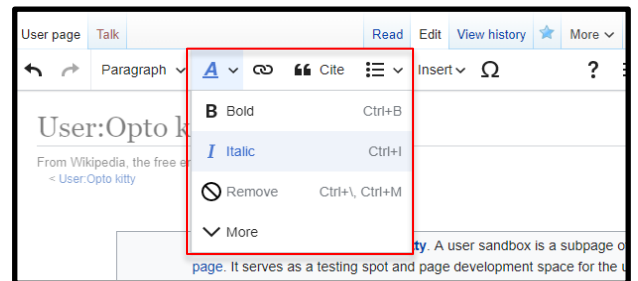 User page Talk Read Edit View history More
Paragraph A Cite Insert Ω ?
B Bold Ctrl+B
User:Opto k
I Italic Ctrl+I
From Wikipedia, the free
< User:Opto kitty
Remove Ctrl+\, Ctrl+M
More
ty. A user sandbox is a subpage
page. It serves as a testing spot and page development space for the